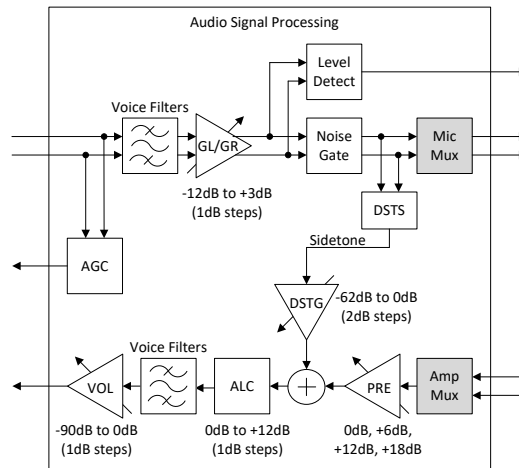 Audio Signal Processing
Level
Detect
Voice Filters
GL/GR
Noise
Gate
Mic
Mux
-12dB to +3dB
(1dB steps)
DSTS
Sidetone
AGC
DSTG
-62dB to 0dB
(2dB steps)
Voice Filters
VOL
ALC
PRE
Amp
Mux
-90dB to 0dB
(1dB steps)
0dB to +12dB
(1dB steps)
0dB, +6dB,
+12dB, +18dB